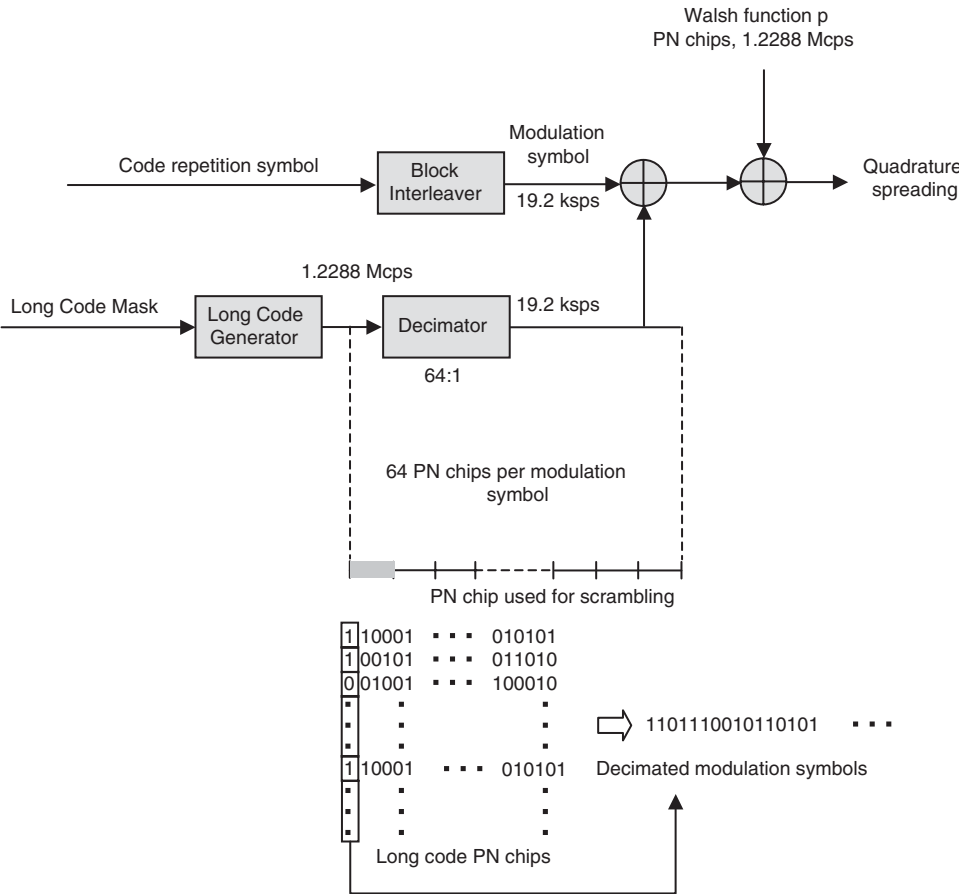 Walsh function p
PN chips, 1.2288 Mcps
Modulation
symbol
Code repetition symbol
Block
Interleaver
19.2 ksps
Quadrature
spreading
1.2288 Mcps
Long Code Mask
Long Code
Generator
Decimator
19.2 ksps
64:1
64 PN chips per modulation
symbol
PN chip used for scrambling
1 10001 ▪ ▪ ▪ 010101
1 00101 ▪ ▪ ▪ 011010
0 01001 ▪ ▪ ▪ 100010
1101110010110101 ▪ ▪ ▪
1 10001 ▪ ▪ ▪ 010101
Decimated modulation symbols
Long code PN chips